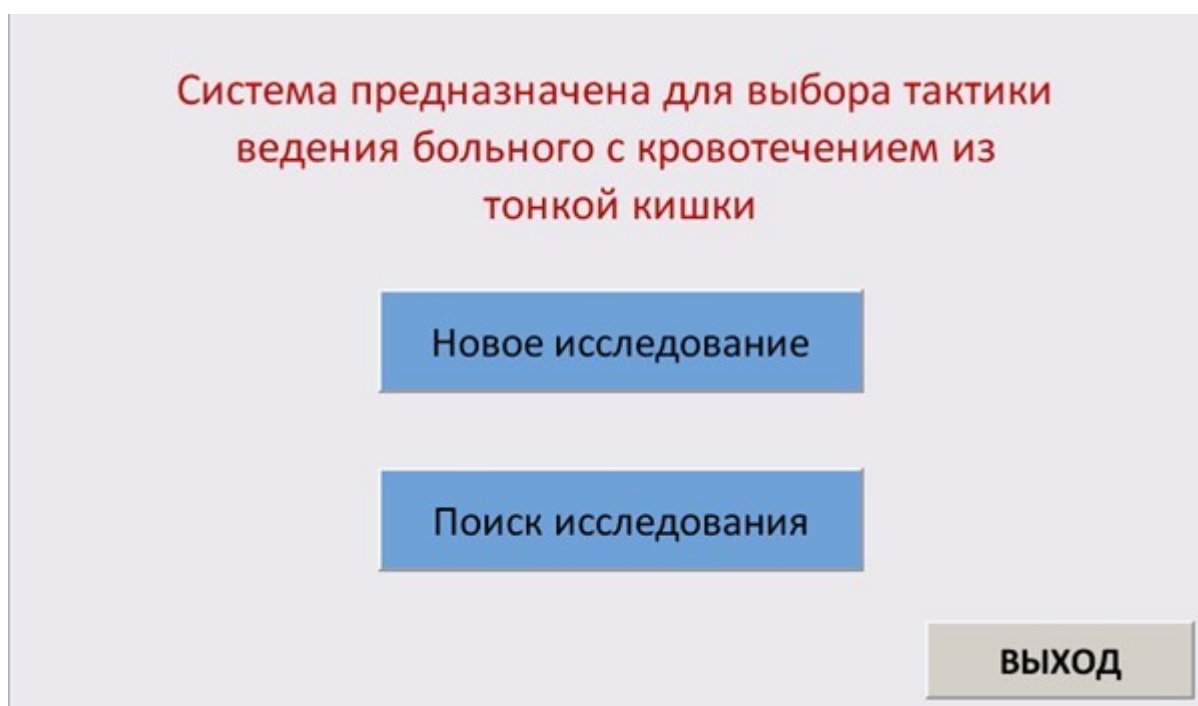 Система предназначена для выбора тактики
ведения больного с кровотечением из
тонкой кишки
Новое исследование
Поиск исследования
ВЫХОД